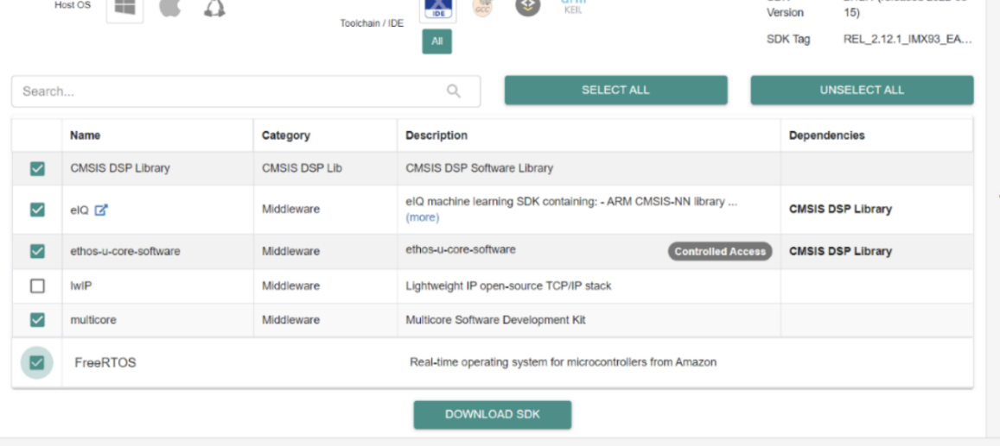 Host OS
Toolchain / IDE
IDE
GCC
KEIL
All
Version
15)
SDK Tag
REL_2.12.1_IMX93_EA...
Search...
SELECT ALL
UNSELECT ALL
Name Category Description Dependencies
CMSIS DSP Library CMSIS DSP Lib CMSIS DSP Software Library
eIQ Middleware eIQ machine learning SDK containing: - ARM CMSIS-NN library ... CMSIS DSP Library
(more)
ethos-u-core-software Middleware ethos-u-core-software Controlled Access CMSIS DSP Library
lwIP Middleware Lightweight IP open-source TCP/IP stack
multicore Middleware Multicore Software Development Kit
FreeRTOS Real-time operating system for microcontrollers from Amazon
DOWNLOAD SDK